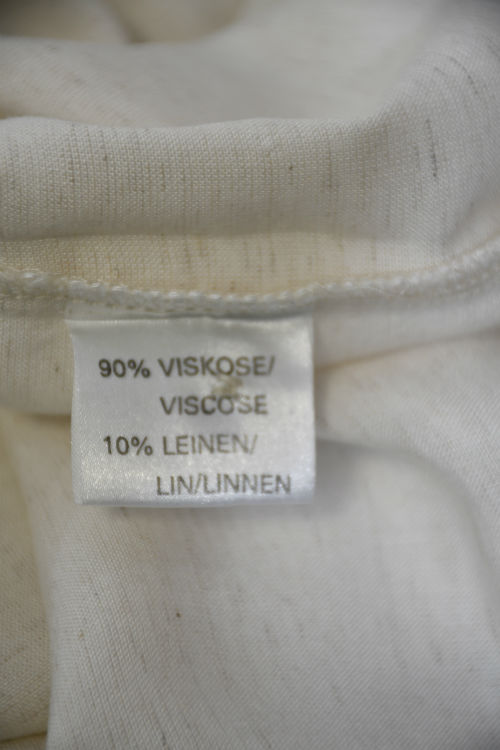 90% VISKOSE/
VISCOSE
10% LEINEN/
LIN/LINNEN